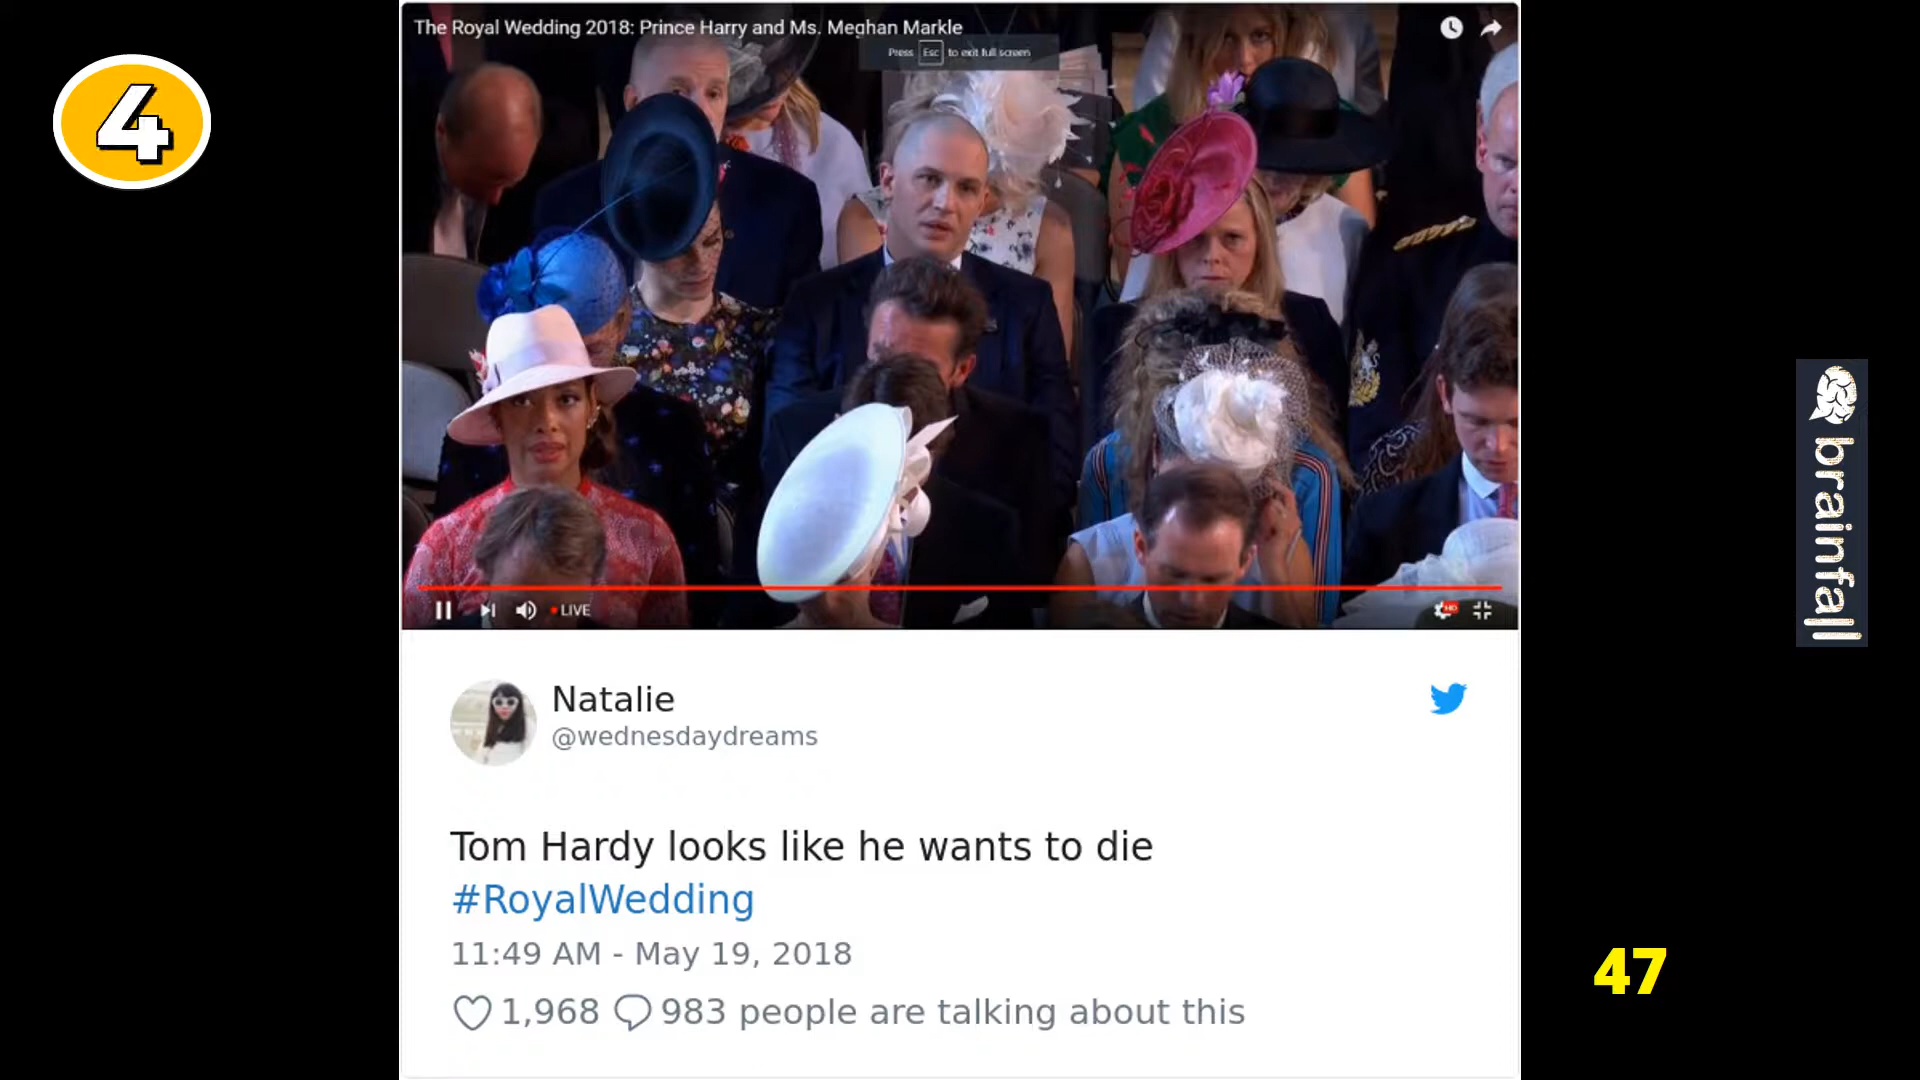 4
The Royal Wedding 2018: Prince Harry and Ms. Meghan Markle
Press Esc to exit full screen
LIVE
HD
brainfall
Natalie
@wednesdaydreams
Tom Hardy looks like he wants to die
#RoyalWedding
11:49 AM - May 19, 2018
1,968 983 people are talking about this
47